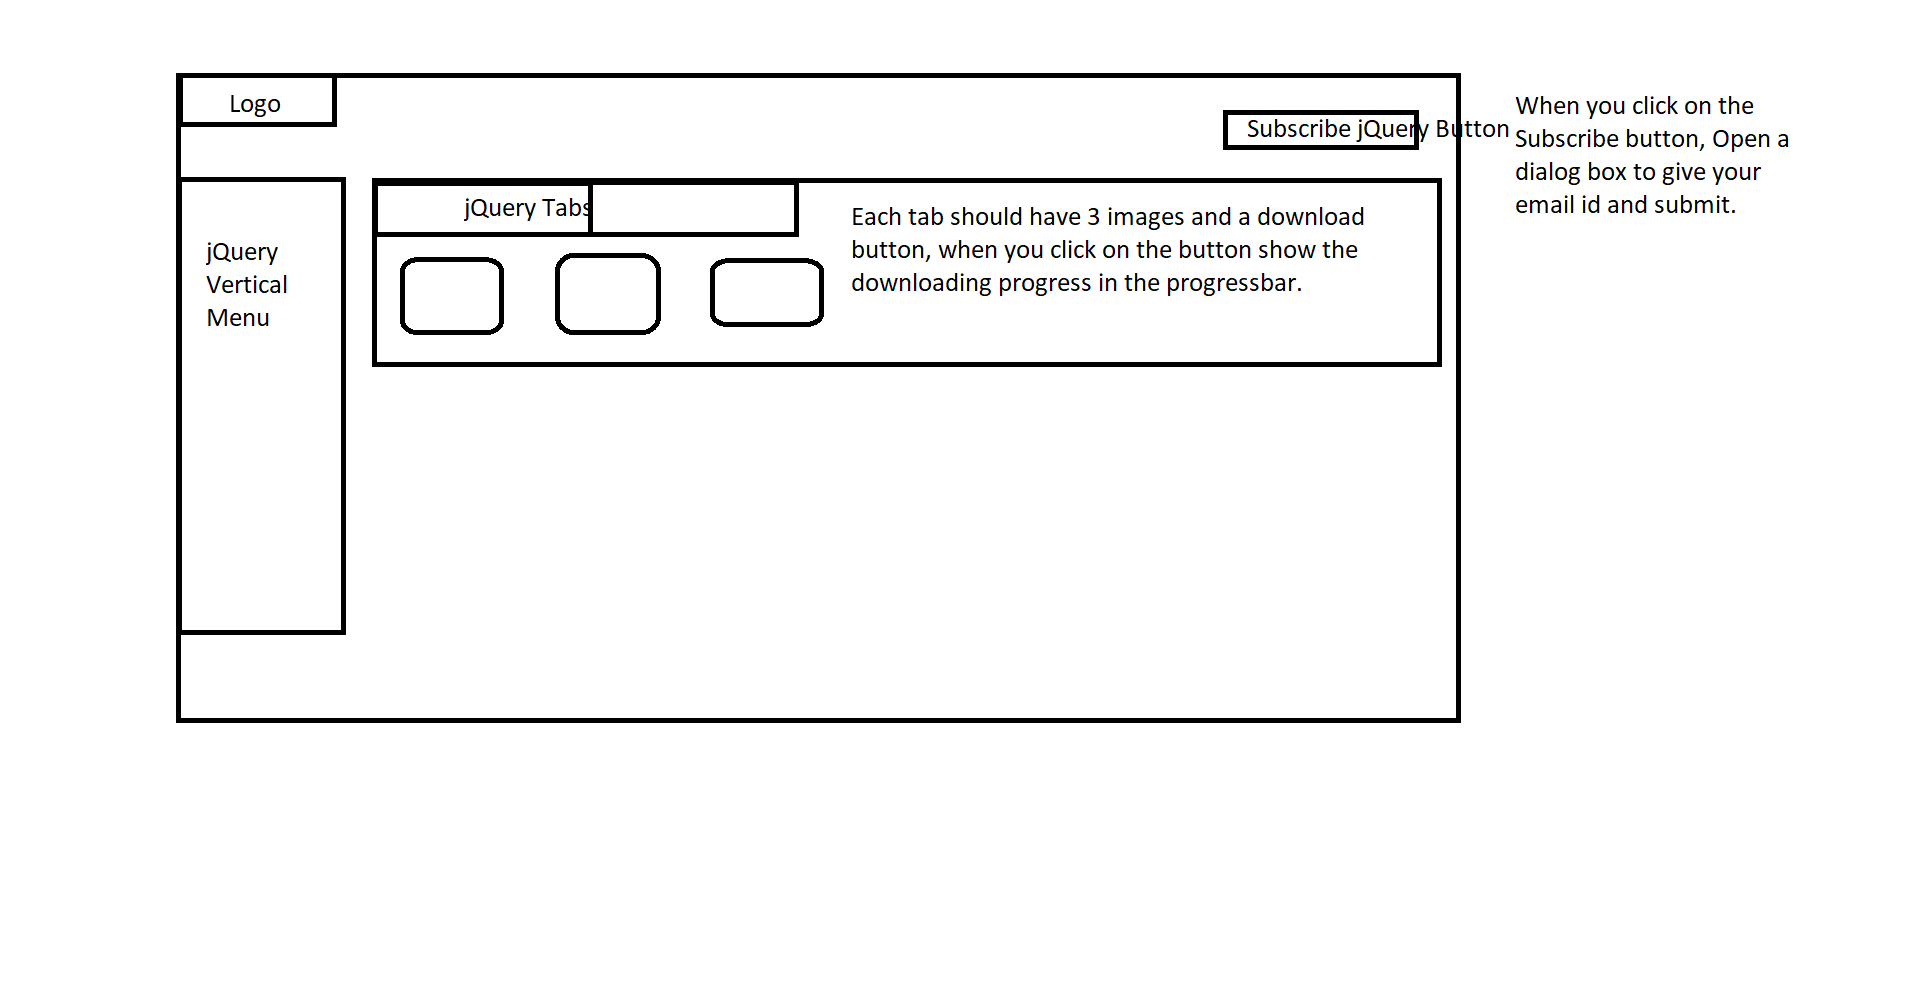 Logo
Subscribe jQuery Button
When you click on the
Subscribe button, Open a
dialog box to give your
email id and submit.
jQuery
Vertical
Menu
jQuery Tabs
Each tab should have 3 images and a download
button, when you click on the button show the
downloading progress in the progressbar.